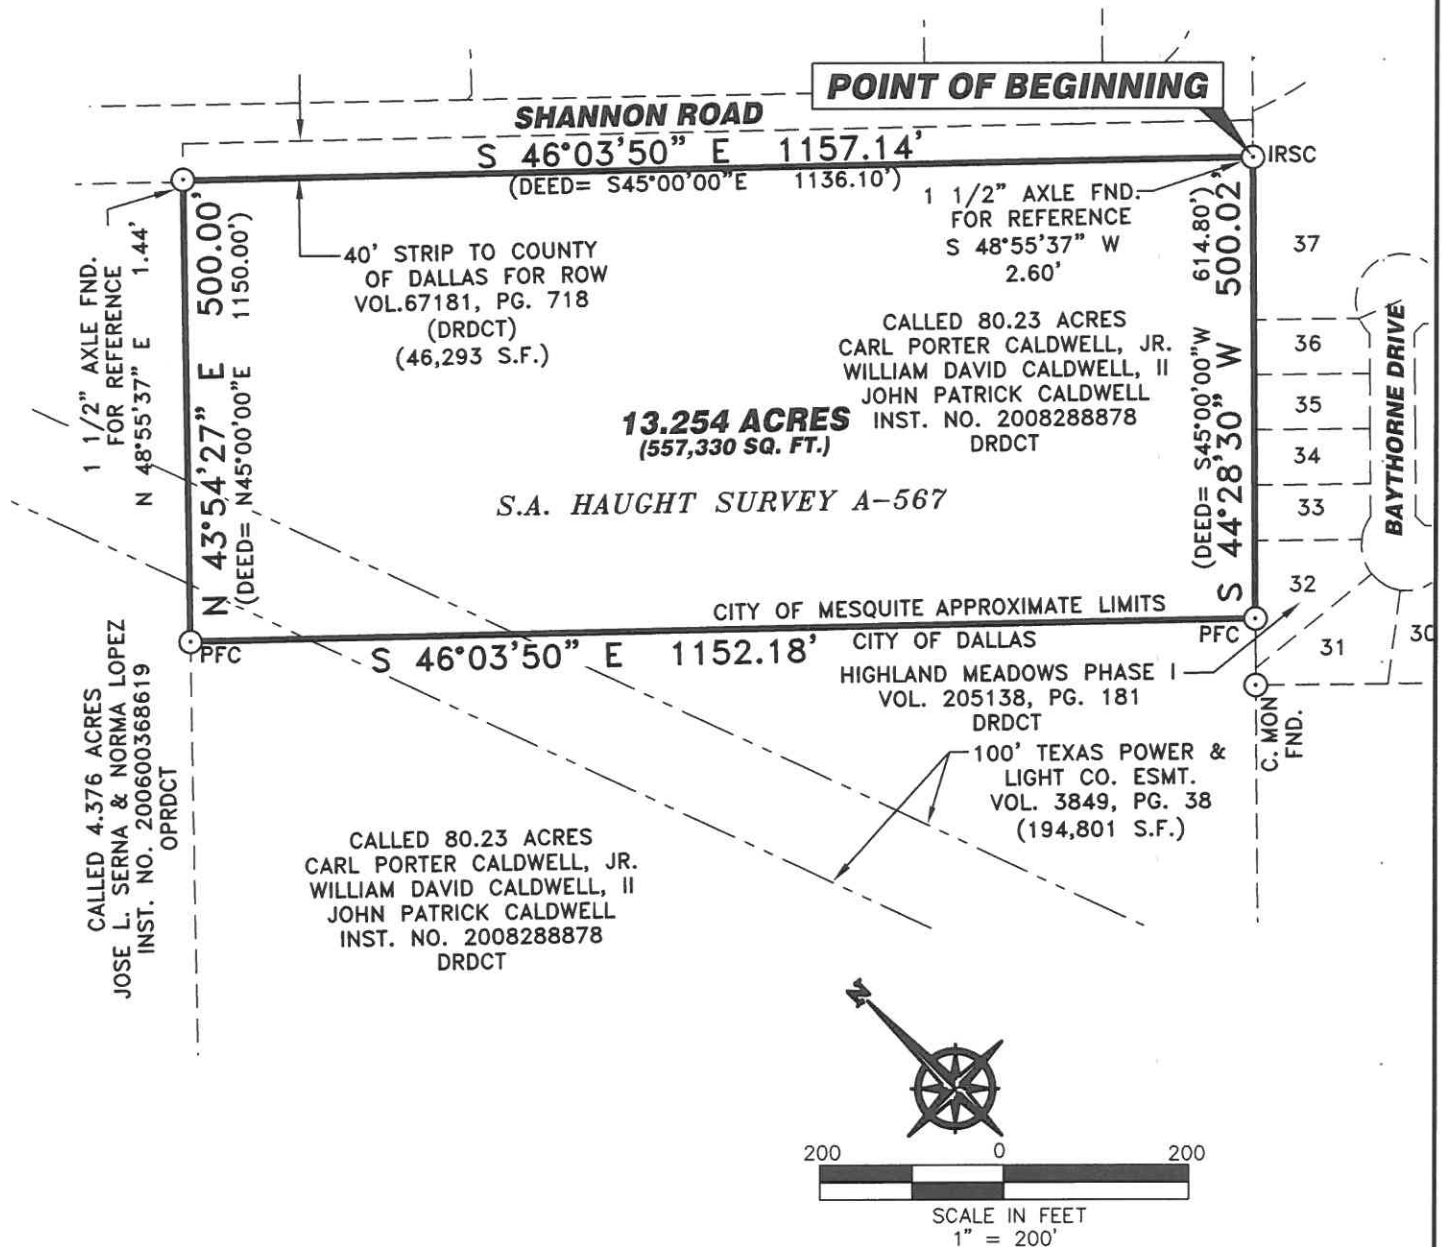 POINT OF BEGINNING
SHANNON ROAD
S 46°03'50" E 1157.14'
(DEED= S45°00'00"E 1136.10')
IRSC
1 1/2" AXLE FND.
FOR REFERENCE
S 48°55'37" W
2.60'
40' STRIP TO COUNTY
OF DALLAS FOR ROW
VOL.67181, PG. 718
(DRDCT)
(46,293 S.F.)
1 1/2" AXLE FND.
FOR REFERENCE
N 48°55'37" E 1.44'
N 43°54'27" E 500.00'
(DEED= N45°00'00"E 1150.00')
CALLED 80.23 ACRES
CARL PORTER CALDWELL, JR.
WILLIAM DAVID CALDWELL, II
JOHN PATRICK CALDWELL
INST. NO. 2008288878
DRDCT
13.254 ACRES
(557,330 SQ. FT.)
S.A. HAUGHT SURVEY A-567
(DEED= S45°00'00"W 614.80')
S 44°28'30" W 500.02'
37
36
35
34
33
32
31
30
BAYTHORNE DRIVE
CITY OF MESQUITE APPROXIMATE LIMITS
CITY OF DALLAS
PFC
PFC
S 46°03'50" E 1152.18'
HIGHLAND MEADOWS PHASE I
VOL. 205138, PG. 181
DRDCT
C. MON
FND.
100' TEXAS POWER &
LIGHT CO. ESMT.
VOL. 3849, PG. 38
(194,801 S.F.)
CALLED 4.376 ACRES
JOSE L. SERNA & NORMA LOPEZ
INST. NO. 200600368619
OPRDCT
CALLED 80.23 ACRES
CARL PORTER CALDWELL, JR.
WILLIAM DAVID CALDWELL, II
JOHN PATRICK CALDWELL
INST. NO. 2008288878
DRDCT
N
200 0 200
SCALE IN FEET
1" = 200'